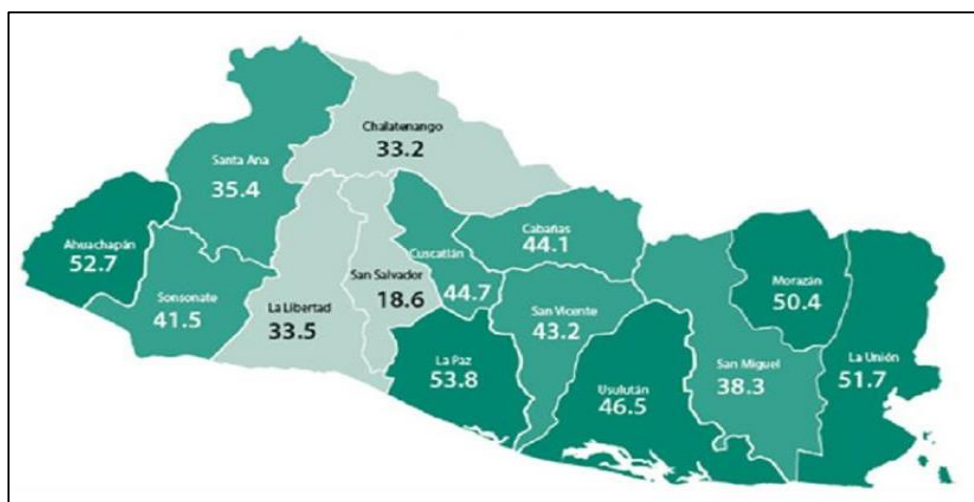 Chalatenango
33.2
Santa Ana
35.4
Ahuachapán
52.7
Sonsonate
41.5
La Libertad
33.5
San Salvador
18.6
Cuscatlán
44.7
Cabañas
44.1
San Vicente
43.2
La Paz
53.8
Usulután
46.5
San Miguel
38.3
Morazán
50.4
La Unión
51.7